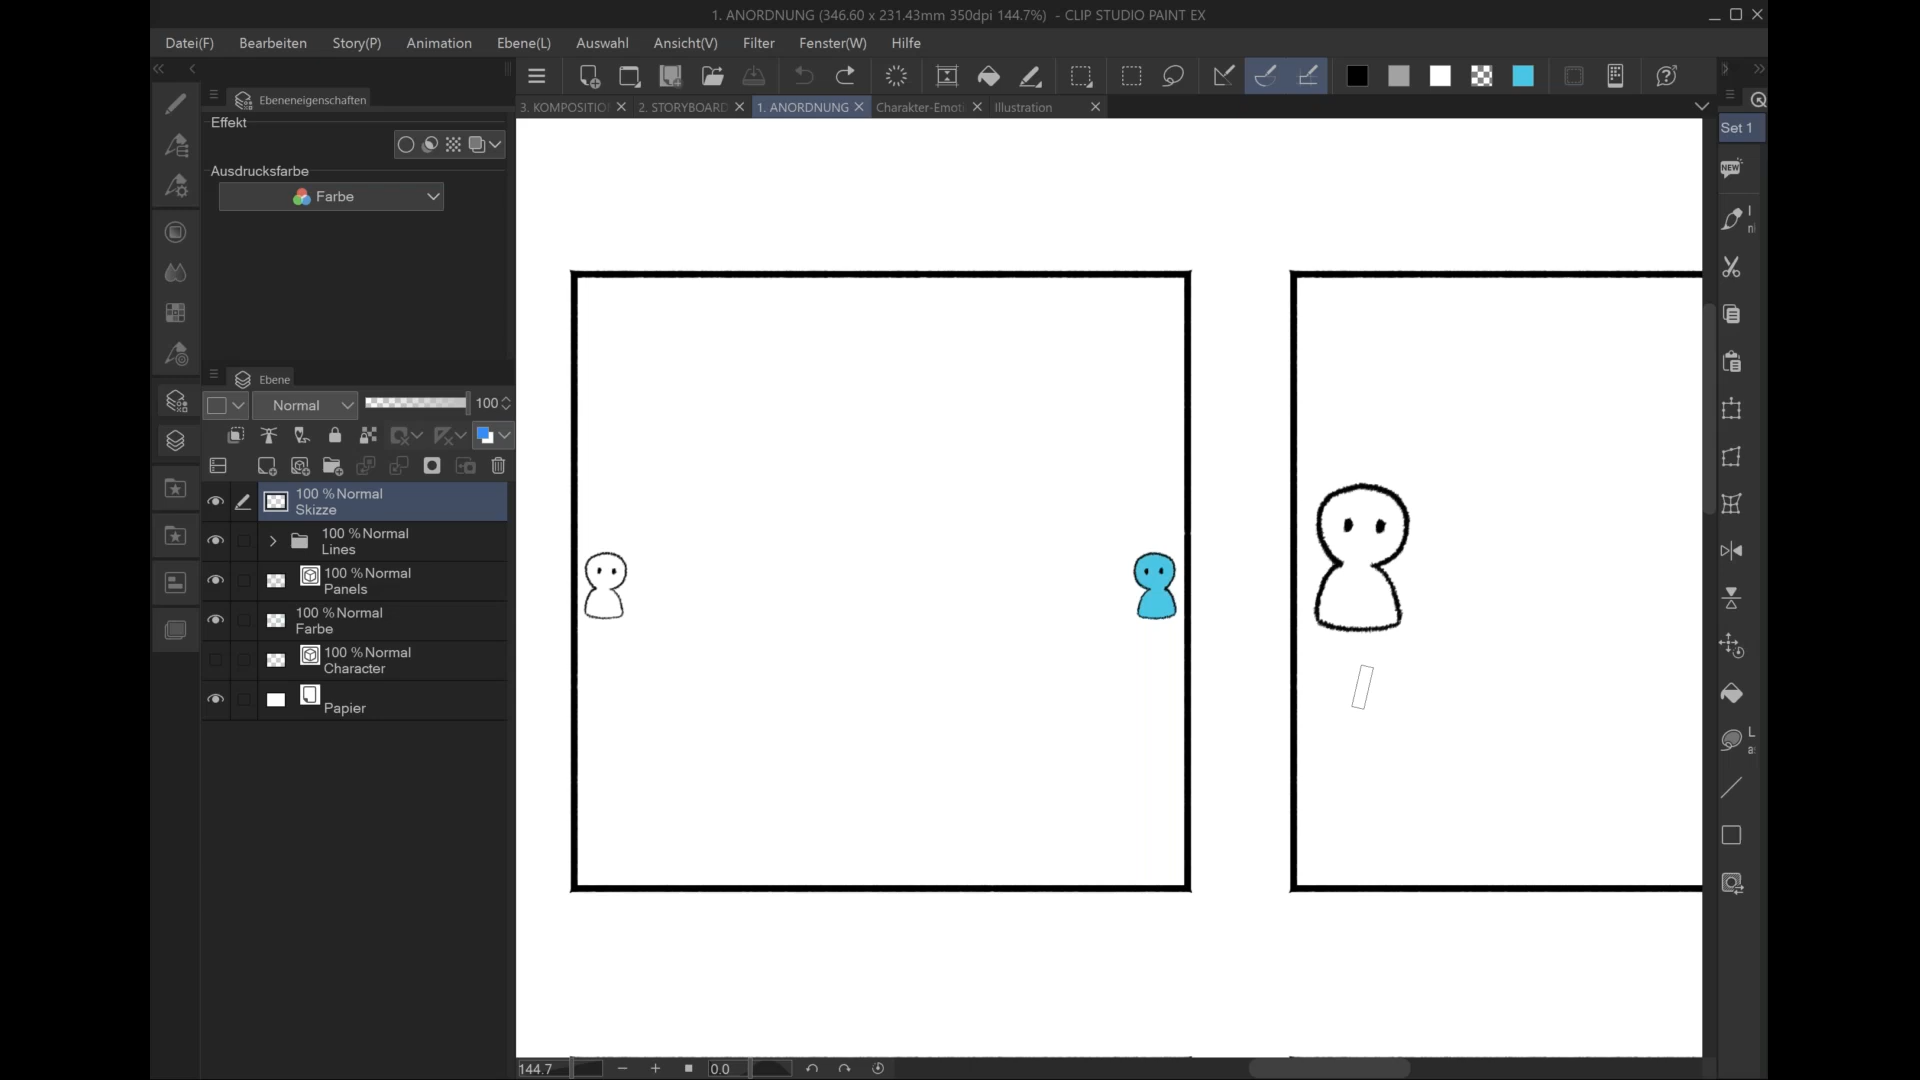 1. ANORDNUNG (346.60 x 231.43mm 350dpi 144.7%) - CLIP STUDIO PAINT EX
Datei(F) Bearbeiten Story(P) Animation Ebene(L) Auswahl Ansicht(V) Filter Fenster(W) Hilfe
Ebeneneigenschaften
3. KOMPOSITIO 2. STORYBOARD 1. ANORDNUNG Charakter-Emoti Illustration
Effekt
Set 1
Ausdrucksfarbe
NEW
Farbe
Ebene
Normal 100
100 % Normal
Skizze
100 % Normal
Lines
100 % Normal
Panels
100 % Normal
Farbe
100 % Normal
Character
Papier
144.7 0.0